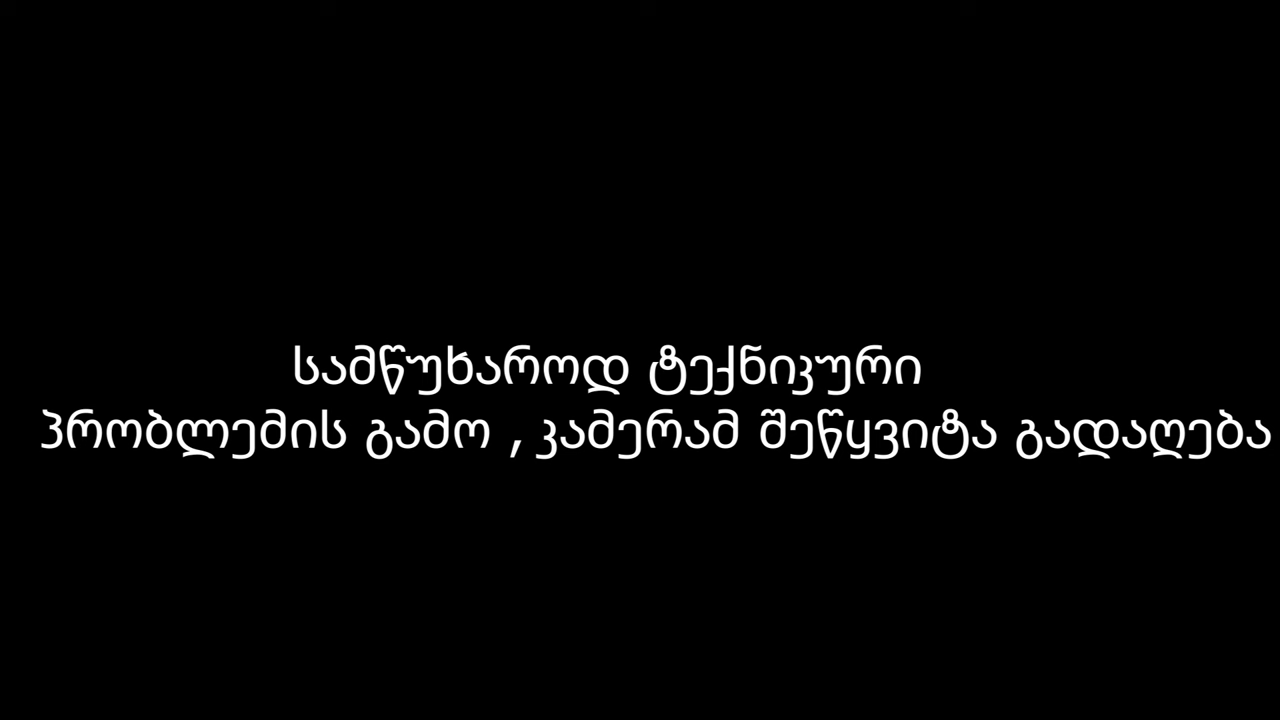 სამწუხაროდ ტექნიკური
პრობლემის გამო , კამერამ შეწყვიტა გადაღება